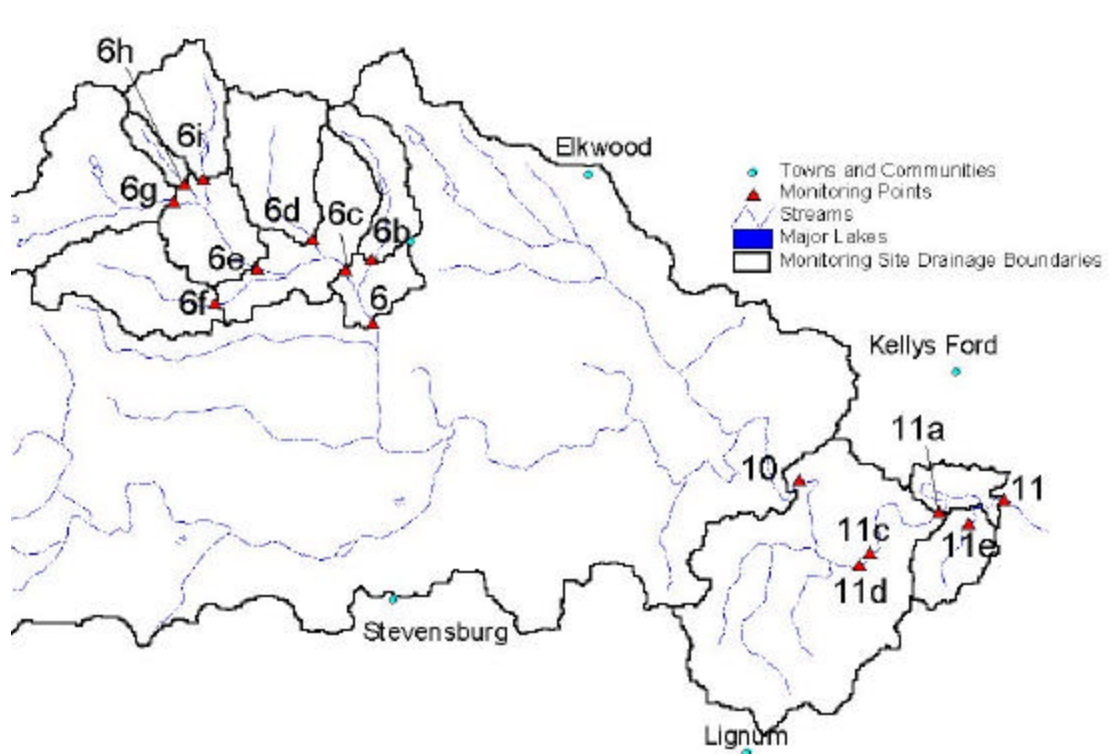 6h
6i
6g
6d
6c
6b
6e
6f
6
Elkwood
Towns and Communities
Monitoring Points
Streams
Major Lakes
Monitoring Site Drainage Boundaries
Kellys Ford
11a
10
11
11c
11e
11d
Stevensburg
Lignum